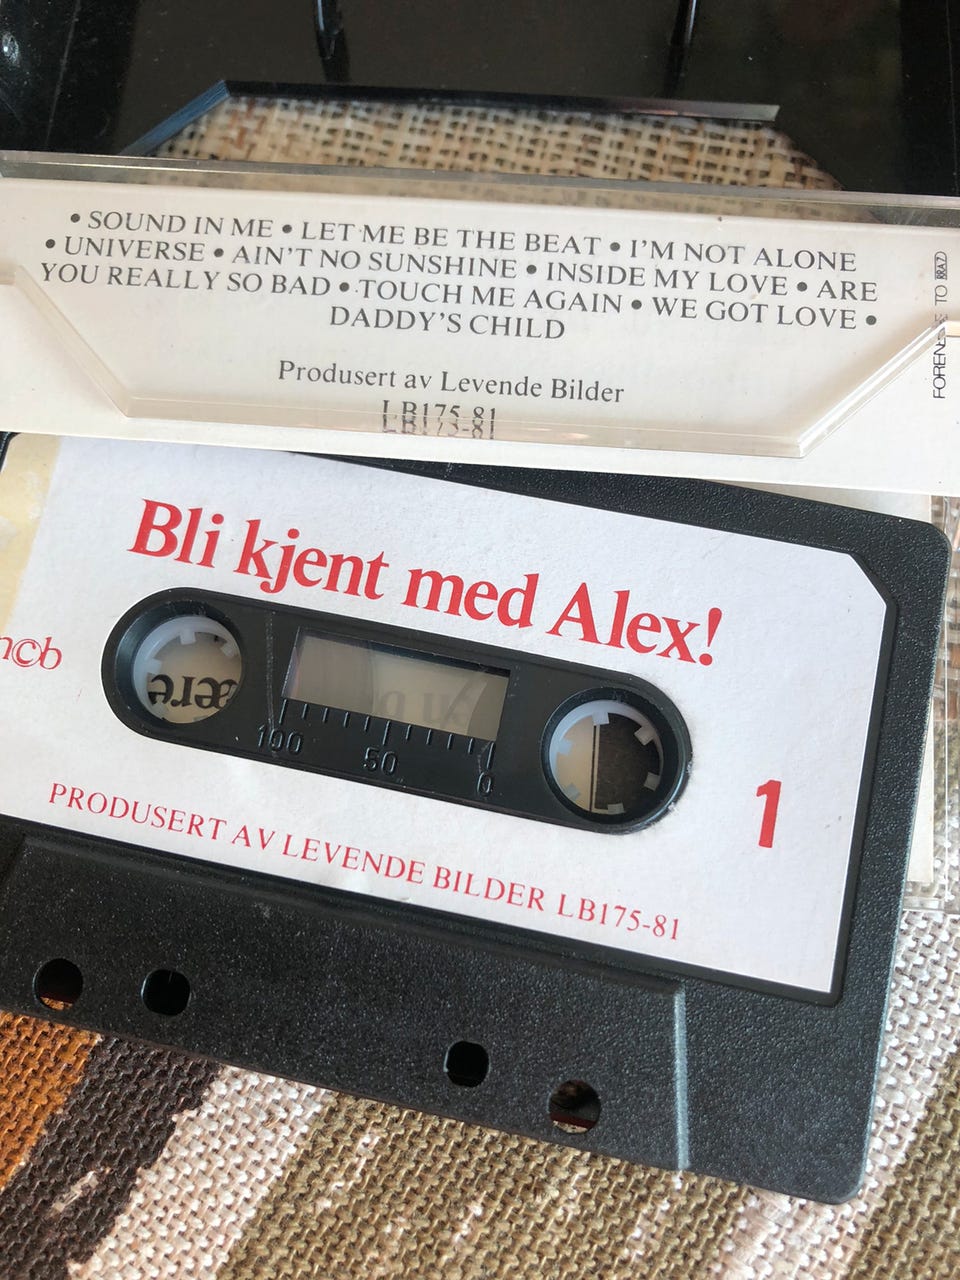 • SOUND IN ME • LET ME BE THE BEAT • I'M NOT ALONE
• UNIVERSE • AIN'T NO SUNSHINE • INSIDE MY LOVE • ARE
YOU REALLY SO BAD • TOUCH ME AGAIN • WE GOT LOVE •
DADDY'S CHILD
Produsert av Levende Bilder
LB175-81
Bli kjent med Alex!
n©b
100
50
0
1
PRODUSERT AV LEVENDE BILDER LB175-81